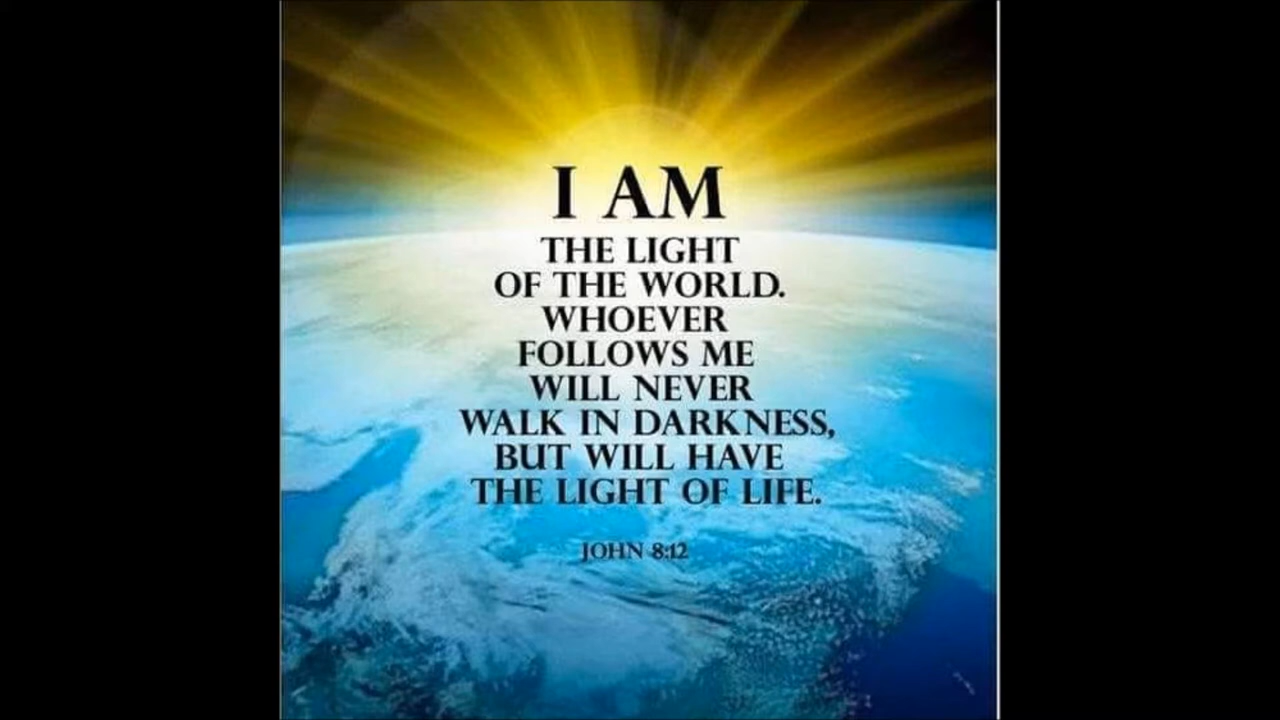 I AM
THE LIGHT
OF THE WORLD.
WHOEVER
FOLLOWS ME
WILL NEVER
WALK IN DARKNESS,
BUT WILL HAVE
THE LIGHT OF LIFE.
JOHN 8:12